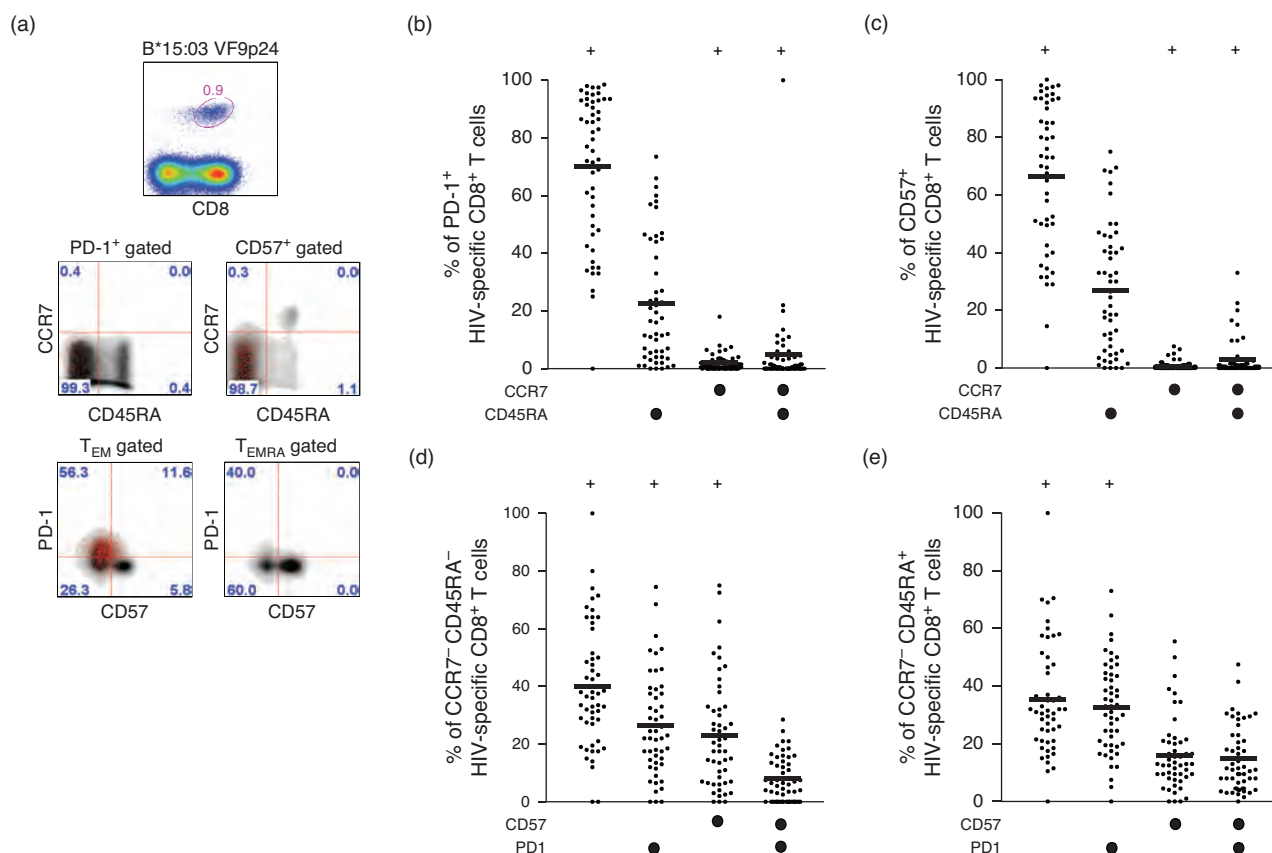 (a)
B*15:03 VF9p24
0.9
CD8
PD-1+ gated
CD57+ gated
0.4
0.00
CCR7
99.3
0.4
CD45RA
0.3
0.00
CCR7
98.7
1.1
CD45RA
TEM gated
TEMRA gated
56.3
11.6
PD-1
26.3
5.8
CD57
40.0
0.00
PD-1
60.0
0.00
CD57
(b)
+ + +
% of PD-1+
HIV-specific CD8+ T cells
100
80
60
40
20
0
CCR7
CD45RA
(c)
+ + +
% of CD57+
HIV-specific CD8+ T cells
100
80
60
40
20
0
CCR7
CD45RA
(d)
+ + +
% of CCR7– CD45RA–
HIV-specific CD8+ T cells
100
80
60
40
20
0
CD57
PD1
(e)
+ +
% of CCR7– CD45RA+
HIV-specific CD8+ T cells
100
80
60
40
20
0
CD57
PD1